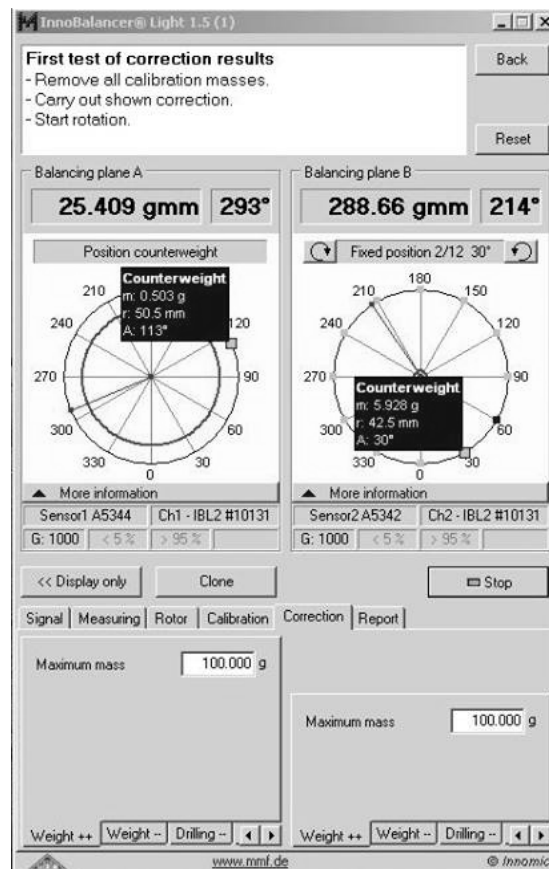 InnoBalancer® Light 1.5 (1)
First test of correction results
- Remove all calibration masses.
- Carry out shown correction.
- Start rotation.
Back
Reset
Balancing plane A
25.409 gmm
293°
Position counterweight
Counterweight
m: 0.503 g
r: 50.5 mm
A: 113°
210
240
270
300
330
0
30
60
90
120
More information
Sensor1 A5344
Ch1 - IBL2 #10131
G: 1000
< 5 %
> 95 %
Balancing plane B
288.66 gmm
214°
Fixed position 2/12 30°
180
210
150
240
120
270
90
Counterweight
m: 5.928 g
r: 42.5 mm
A: 30°
300
60
330
30
0
More information
Sensor2 A5342
Ch2 - IBL2 #10131
G: 1000
< 5 %
> 95 %
<< Display only
Clone
Stop
Signal
Measuring
Rotor
Calibration
Correction
Report
Maximum mass
100.000 g
Weight ++
Weight --
Drilling --
Maximum mass
100.000 g
Weight ++
Weight --
Drilling --
www.mmf.de
© Innomic